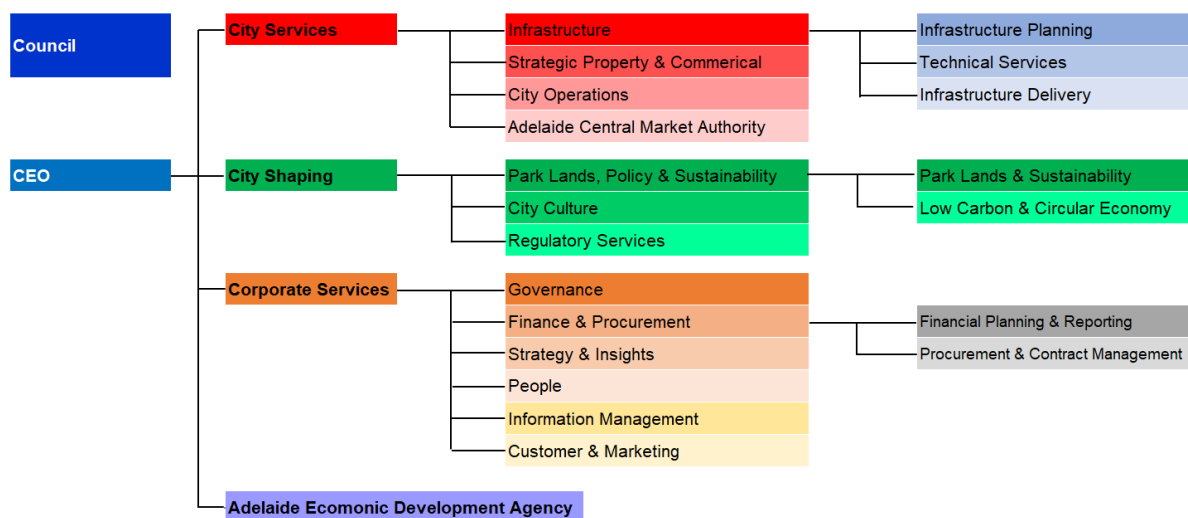 Council
CEO
City Services
Infrastructure
Infrastructure Planning
Technical Services
Infrastructure Delivery
Strategic Property & Commerical
City Operations
Adelaide Central Market Authority
City Shaping
Park Lands, Policy & Sustainability
Park Lands & Sustainability
Low Carbon & Circular Economy
City Culture
Regulatory Services
Corporate Services
Governance
Finance & Procurement
Financial Planning & Reporting
Procurement & Contract Management
Strategy & Insights
People
Information Management
Customer & Marketing
Adelaide Ecomonic Development Agency